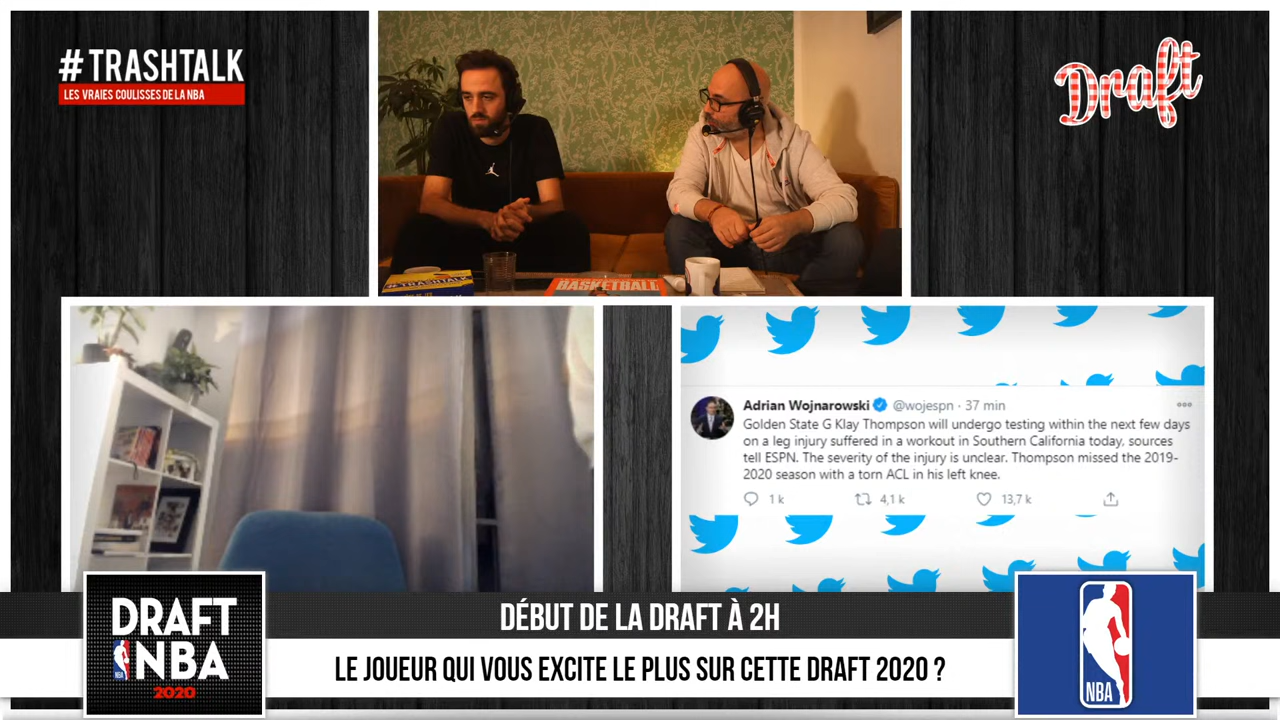 #TRASHTALK
LES VRAIES COULISSES DE LA NBA
Draft
TRASHTALK
BASKETBALL
Adrian Wojnarowski @wojespn · 37 min
Golden State G Klay Thompson will undergo testing within the next few days
on a leg injury suffered in a workout in Southern California today, sources
tell ESPN. The severity of the injury is unclear. Thompson missed the 2019-
2020 season with a torn ACL in his left knee.
1 k 4,1 k 13,7 k
DRAFT
NBA
2020
DÉBUT DE LA DRAFT À 2H
LE JOUEUR QUI VOUS EXCITE LE PLUS SUR CETTE DRAFT 2020 ?
NBA